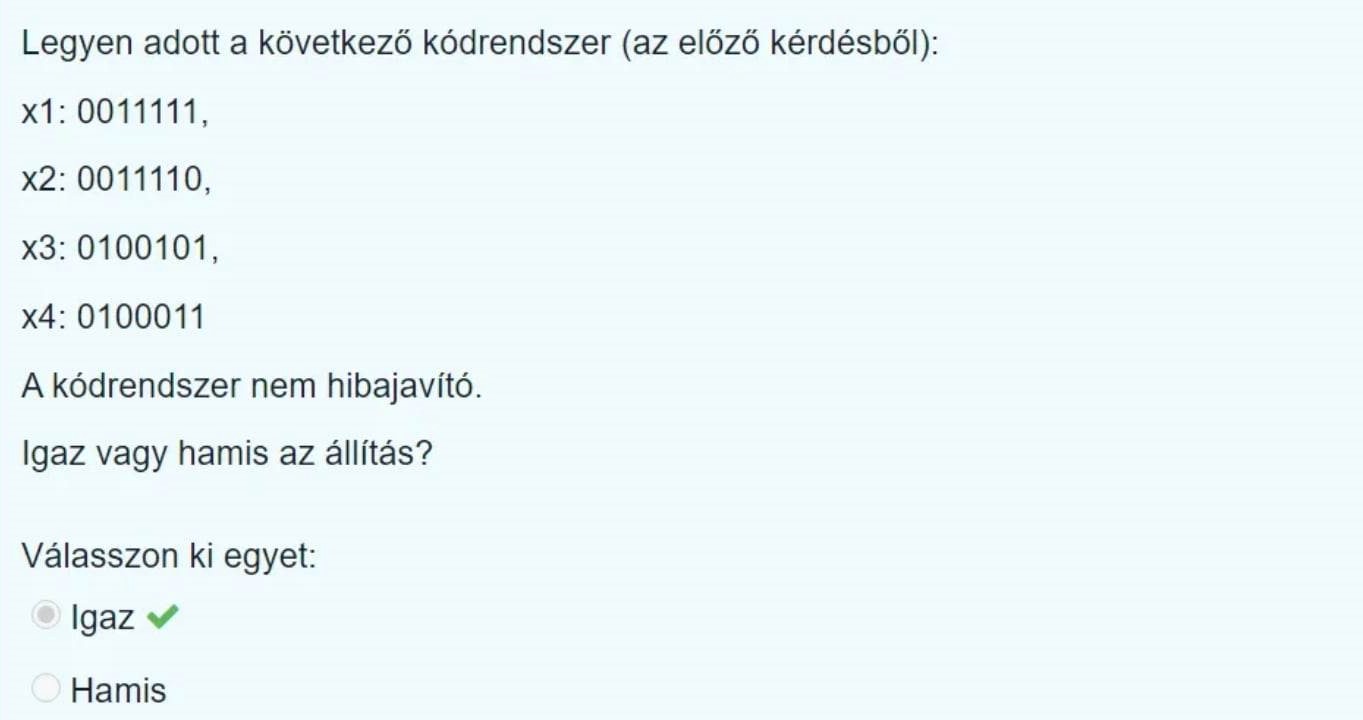 Legyen adott a következő kódrendszer (az előző kérdésből):
x1: 0011111,
x2: 0011110,
x3: 0100101,
x4: 0100011
A kódrendszer nem hibajavító.
Igaz vagy hamis az állítás?
Válasszon ki egyet:
Igaz
Hamis